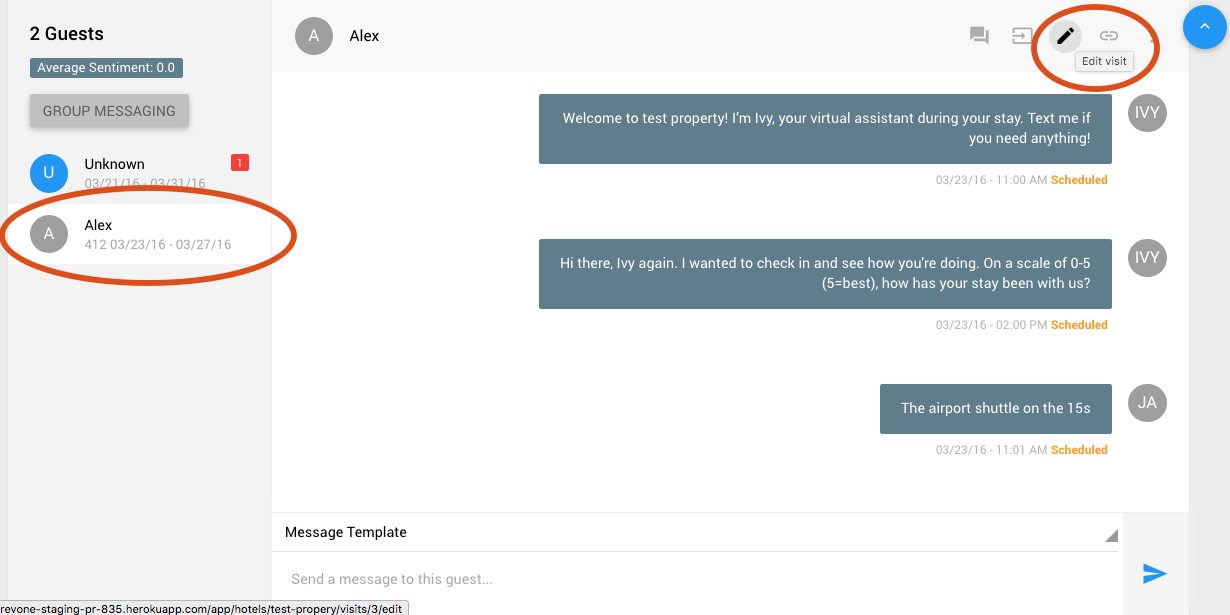 2 Guests
Average Sentiment: 0.0
GROUP MESSAGING
U
Unknown
1
03/21/16 - 03/31/16
A
Alex
412 03/23/16 - 03/27/16
A
Alex
Edit visit
Welcome to test property! I'm Ivy, your virtual assistant during your stay. Text me if
you need anything!
IVY
03/23/16 - 11:00 AM Scheduled
Hi there, Ivy again. I wanted to check in and see how you're doing. On a scale of 0-5
(5=best), how has your stay been with us?
IVY
03/23/16 - 02:00 PM Scheduled
The airport shuttle on the 15s
JA
03/23/16 - 11:01 AM Scheduled
Message Template
Send a message to this guest...
revone-staging-pr-835.herokuapp.com/app/hotels/test-propery/visits/3/edit